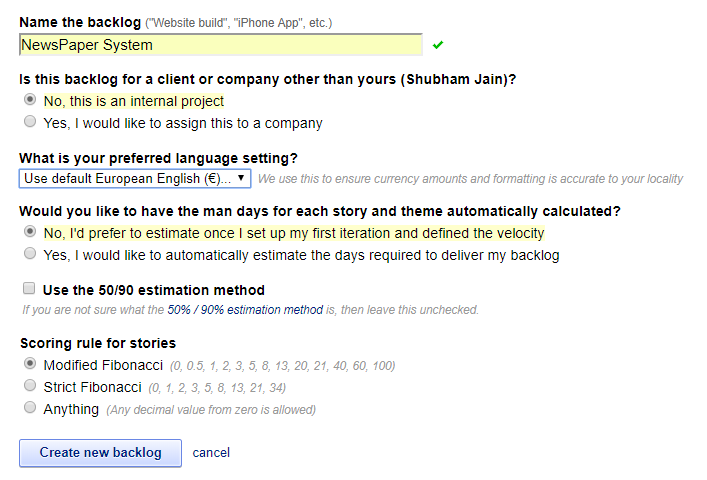 Name the backlog ("Website build", "iPhone App", etc.)
NewsPaper System
Is this backlog for a client or company other than yours (Shubham Jain)?
No, this is an internal project
Yes, I would like to assign this to a company
What is your preferred language setting?
Use default European English (€)... We use this to ensure currency amounts and formatting is accurate to your locality
Would you like to have the man days for each story and theme automatically calculated?
No, I'd prefer to estimate once I set up my first iteration and defined the velocity
Yes, I would like to automatically estimate the days required to deliver my backlog
Use the 50/90 estimation method
If you are not sure what the 50% / 90% estimation method is, then leave this unchecked.
Scoring rule for stories
Modified Fibonacci (0, 0.5, 1, 2, 3, 5, 8, 13, 20, 21, 40, 60, 100)
Strict Fibonacci (0, 1, 2, 3, 5, 8, 13, 21, 34)
Anything (Any decimal value from zero is allowed)
Create new backlog cancel